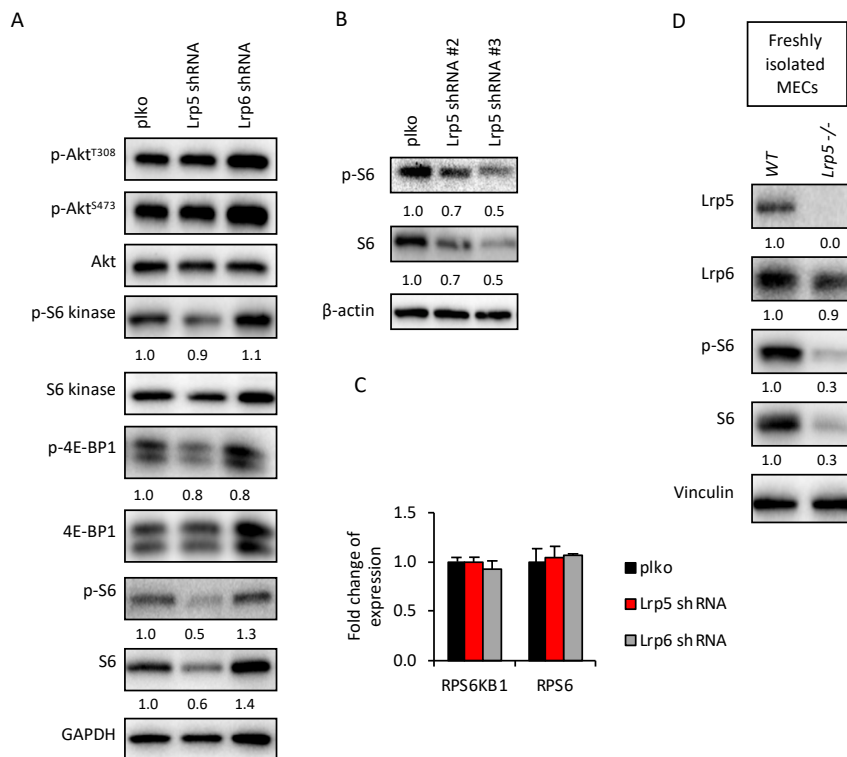 A
plko
Lrp5 shRNA
Lrp6 shRNA
p-Akt^T308
p-Akt^S473
Akt
p-S6 kinase
1.0 0.9 1.1
S6 kinase
p-4E-BP1
1.0 0.8 0.8
4E-BP1
p-S6
1.0 0.5 1.3
S6
1.0 0.6 1.4
GAPDH
B
plko
Lrp5 shRNA #2
Lrp5 shRNA #3
p-S6
1.0 0.7 0.5
S6
1.0 0.7 0.5
β-actin
C
Fold change of
expression
1.5
1.0
0.5
0.0
RPS6KB1 RPS6
plko
Lrp5 shRNA
Lrp6 shRNA
D
Freshly
isolated
MECs
WT
Lrp5 -/-
Lrp5
1.0 0.0
Lrp6
1.0 0.9
p-S6
1.0 0.3
S6
1.0 0.3
Vinculin